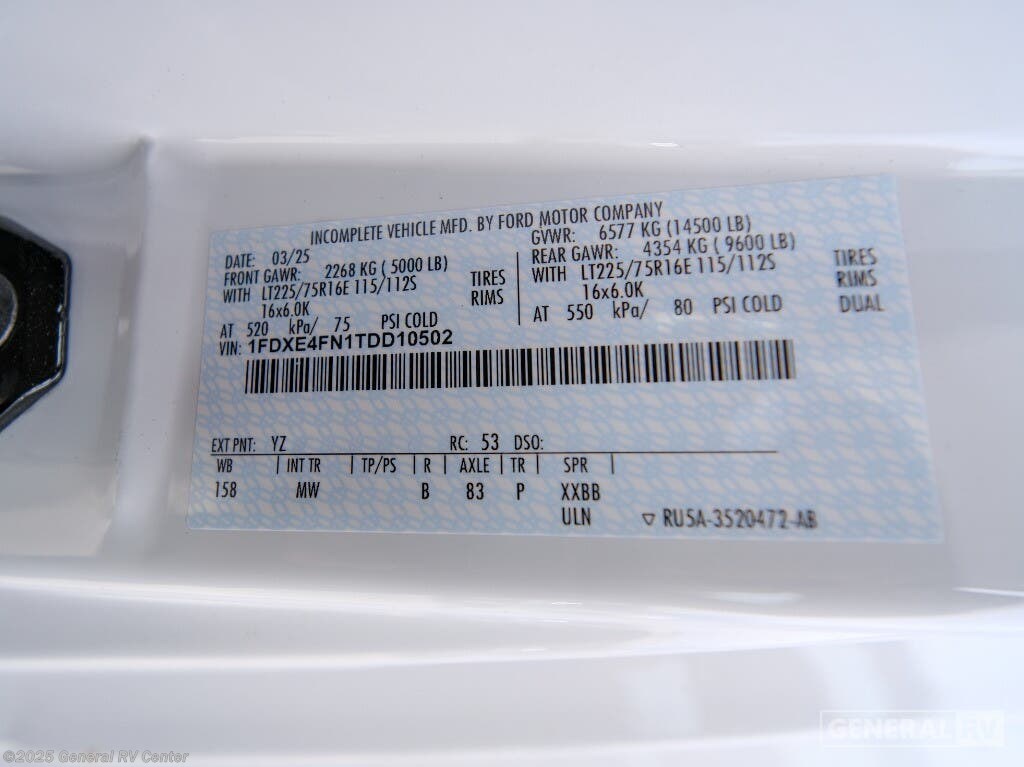 INCOMPLETE VEHICLE MFD. BY FORD MOTOR COMPANY
DATE: 03/25
FRONT GAWR: 2268 KG ( 5000 LB)
WITH LT225/75R16E 115/112S TIRES
16x6.0K RIMS
AT 520 kPa/ 75 PSI COLD
GVWR: 6577 KG (14500 LB)
REAR GAWR: 4354 KG ( 9600 LB)
WITH LT225/75R16E 115/112S TIRES
16x6.0K RIMS
AT 550 kPa/ 80 PSI COLD DUAL
VIN: 1FDXE4FN1TDD10502
EXT PNT: YZ RC: 53 DSO:
WB | INT TR | TP/PS | R | AXLE | TR | SPR |
158 MW B 83 P XXBB
ULN ▽ RU5A-3520472-AB
GENERAL RV
©2025 General RV Center